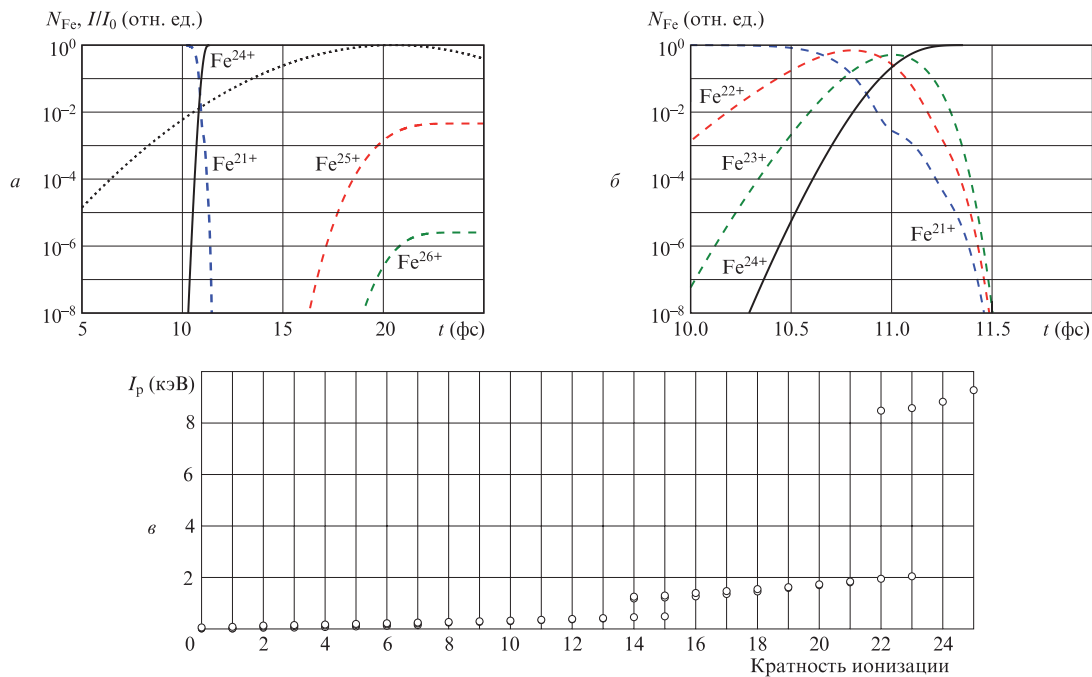 N_Fe, I/I_0 (отн. ед.)
10^0
10^−2
10^−4
10^−6
10^−8
Fe^24+
Fe^21+
Fe^25+
Fe^26+
5
10
15
20
t (фс)
а
N_Fe (отн. ед.)
10^0
10^−2
10^−4
10^−6
10^−8
Fe^22+
Fe^23+
Fe^24+
Fe^21+
10.0
10.5
11.0
11.5
t (фс)
б
I_p (кэВ)
8
6
4
2
0
в
0 2 4 6 8 10 12 14 16 18 20 22 24
Кратность ионизации